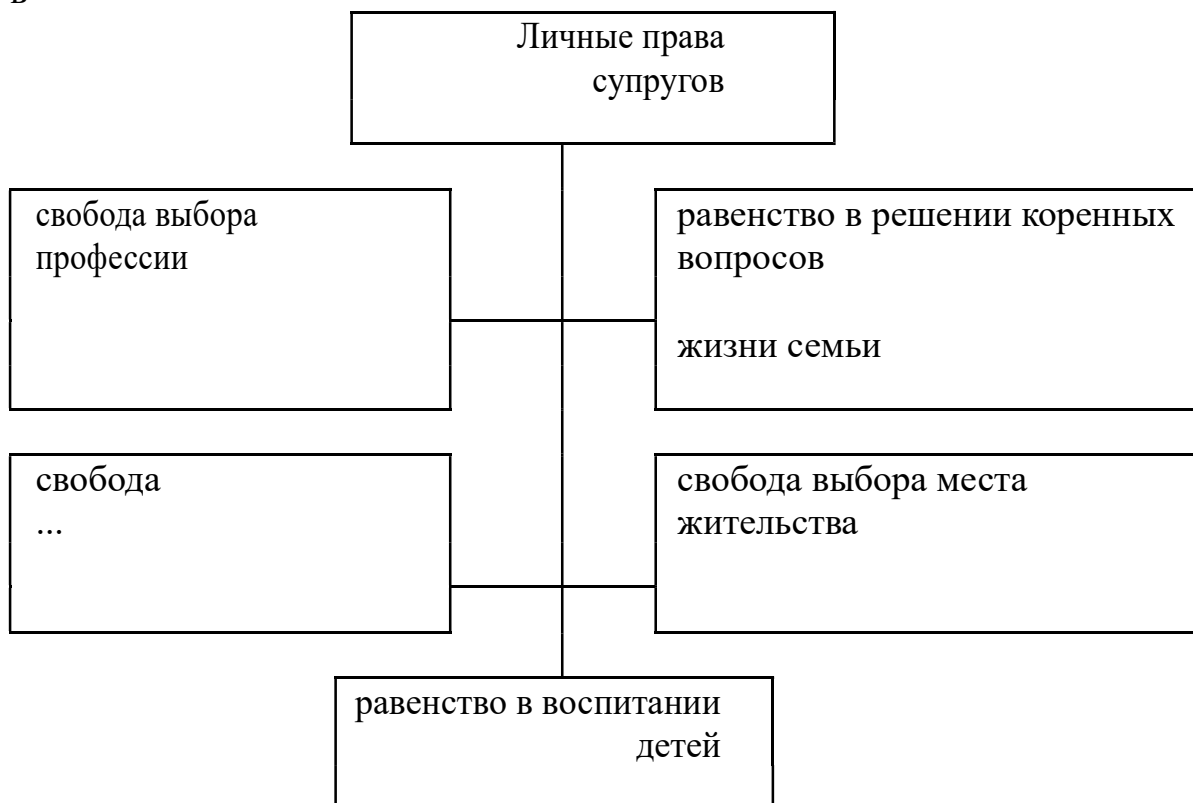 в
Личные права
супругов
свобода выбора
профессии
равенство в решении коренных
вопросов
жизни семьи
свобода
...
свобода выбора места
жительства
равенство в воспитании
детей